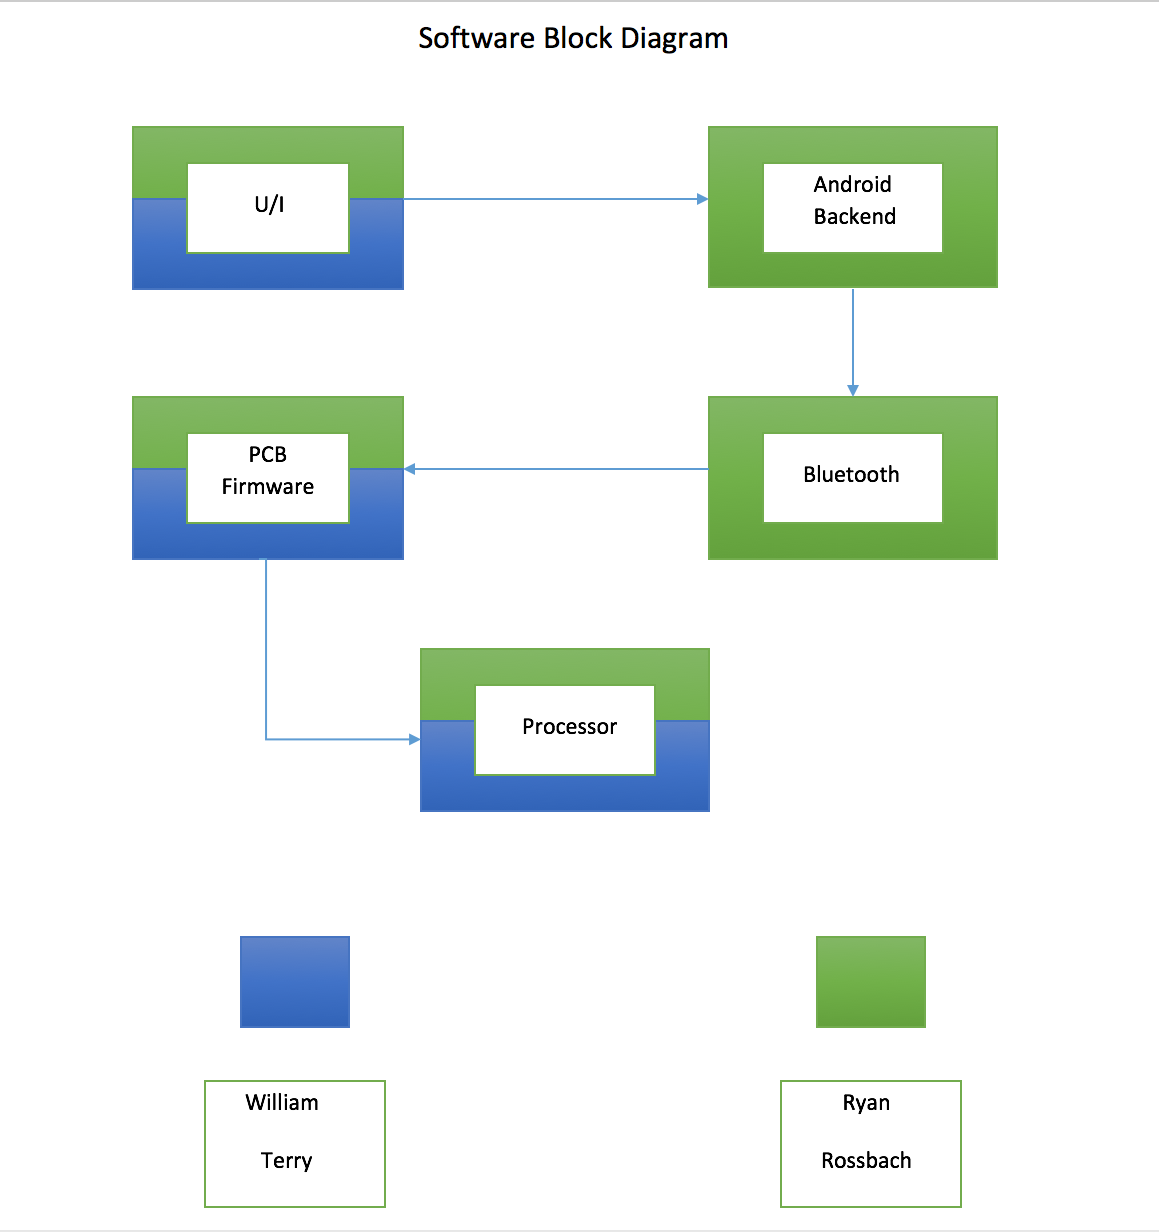 Software Block Diagram
U/I
Android
Backend
PCB
Firmware
Bluetooth
Processor
William
Terry
Ryan
Rossbach